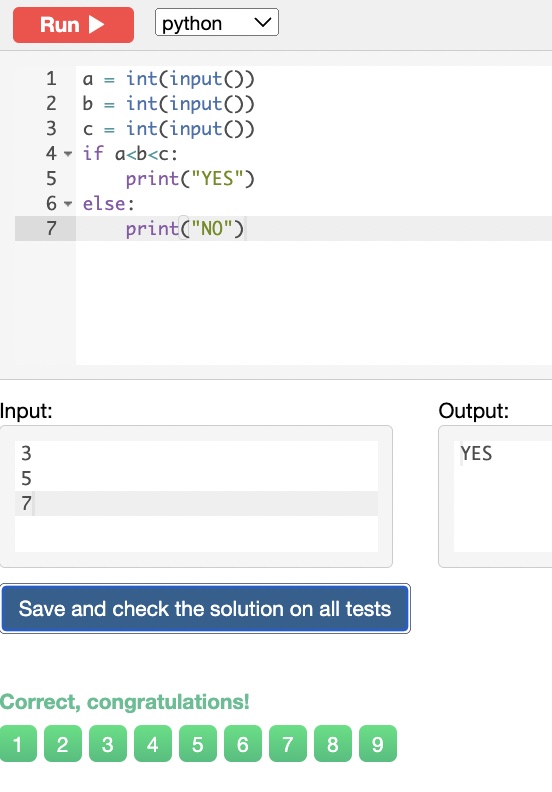 Run python
1 a = int(input())
2 b = int(input())
3 c = int(input())
4 if a<b<c:
5     print("YES")
6 else:
7     print("NO")
Input:
3
5
7
Output:
YES
Save and check the solution on all tests
Correct, congratulations!
1 2 3 4 5 6 7 8 9